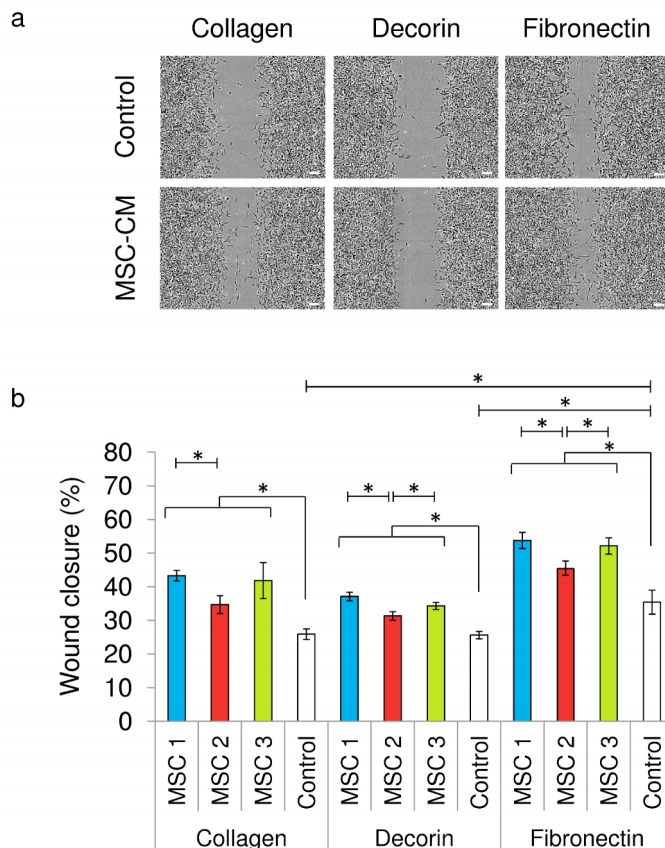 a
Collagen Decorin Fibronectin
Control
MSC-CM
b
*
*
* *
*
*
*
* *
*
Wound closure (%)
80
70
60
50
40
30
20
10
0
MSC 1 MSC 2 MSC 3 Control MSC 1 MSC 2 MSC 3 Control MSC 1 MSC 2 MSC 3 Control
Collagen Decorin Fibronectin